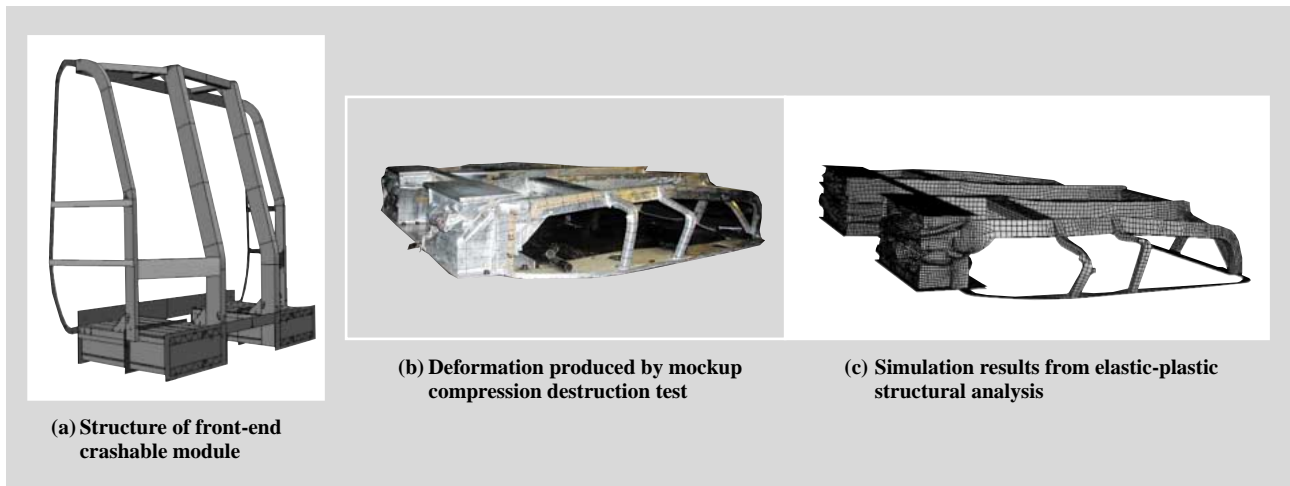 (a) Structure of front-end
crashable module
(b) Deformation produced by mockup
compression destruction test
(c) Simulation results from elastic-plastic
structural analysis